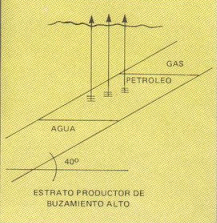 GAS
PETROLEO
AGUA
40º
ESTRATO PRODUCTOR DE
BUZAMIENTO ALTO